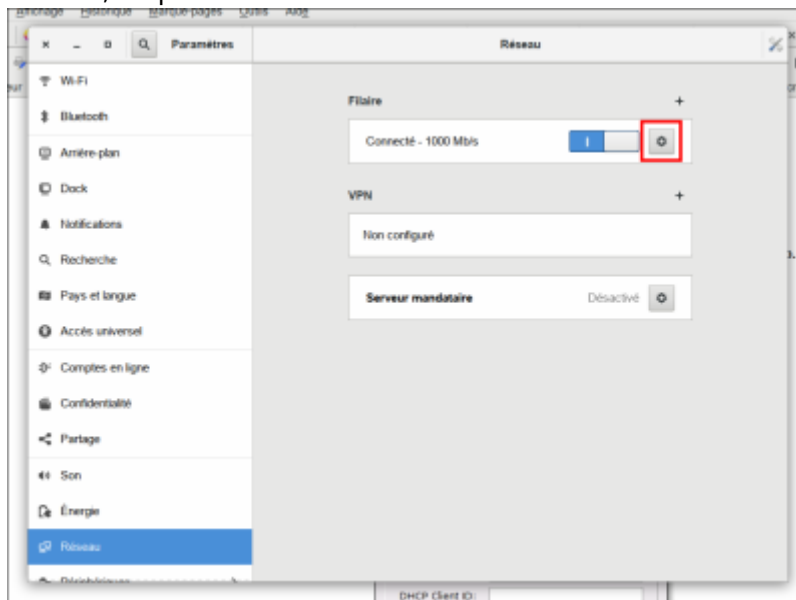 Affichage Historique Marque-pages Outils Aide
Paramètres
Réseau
Wi-Fi
Bluetooth
Arrière-plan
Dock
Notifications
Recherche
Pays et langue
Accès universel
Comptes en ligne
Confidentialité
Partage
Son
Énergie
Réseau
Périphériques
Filaire
Connecté - 1000 Mb/s
VPN
Non configuré
Serveur mandataire Désactivé
DHCP Client ID: